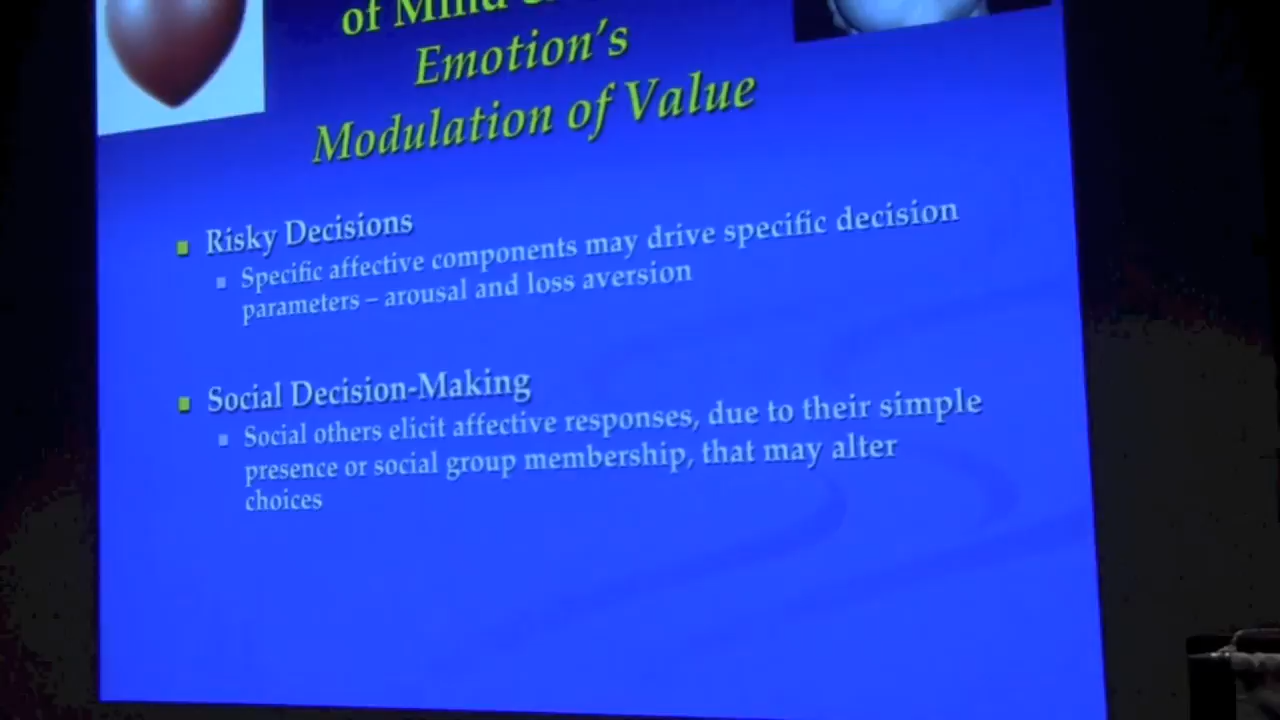 of Mind
Emotion's
Modulation of Value
Risky Decisions
Specific affective components may drive specific decision
parameters – arousal and loss aversion
Social Decision-Making
Social others elicit affective responses, due to their simple
presence or social group membership, that may alter
choices